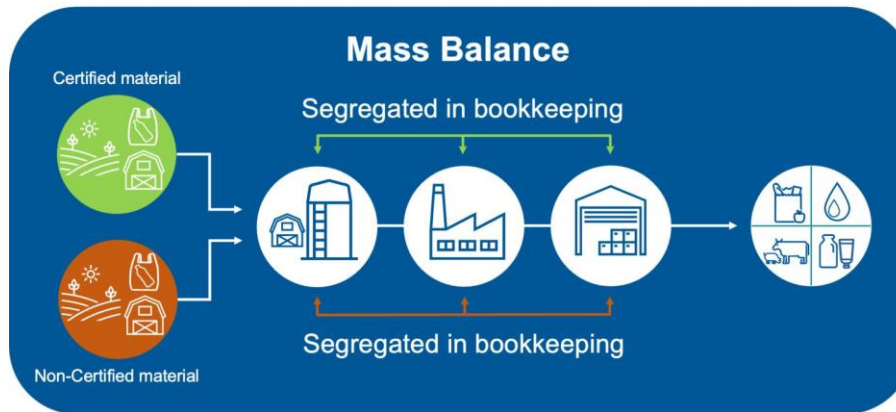 Mass Balance
Certified material
Segregated in bookkeeping
Segregated in bookkeeping
Non-Certified material